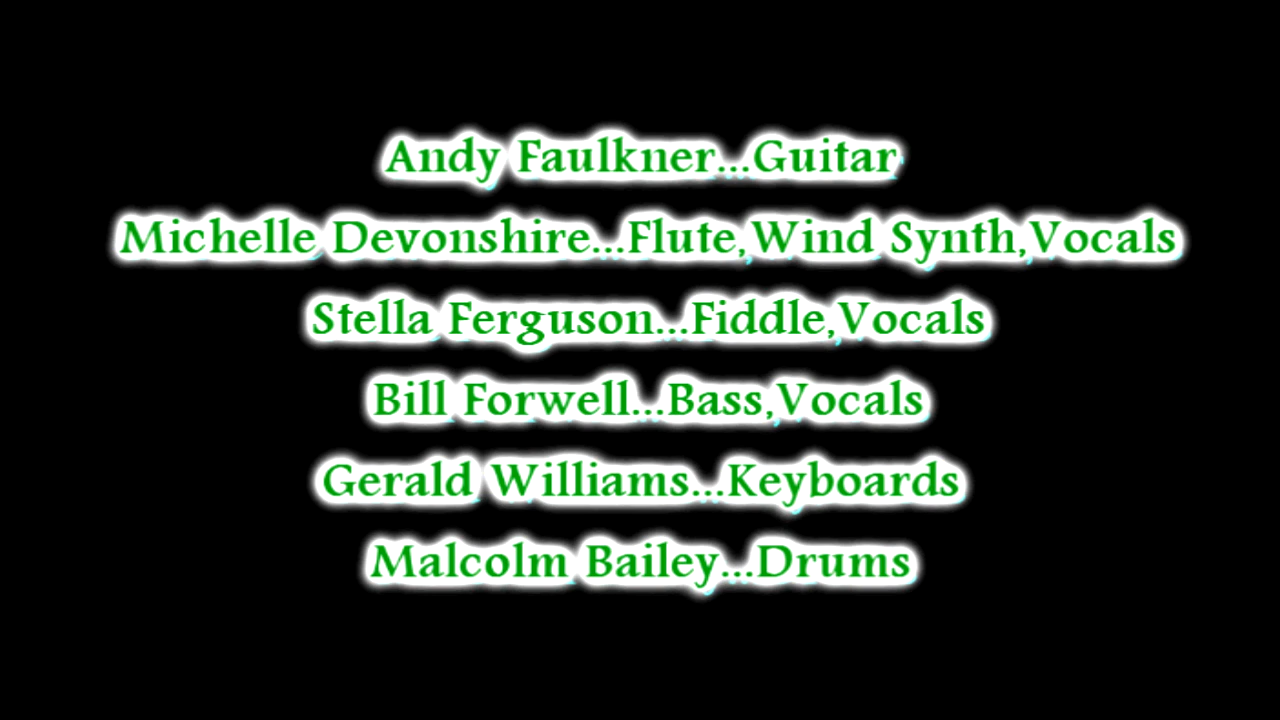 Andy Faulkner...Guitar
Michelle Devonshire...Flute,Wind Synth,Vocals
Stella Ferguson...Fiddle,Vocals
Bill Forwell...Bass,Vocals
Gerald Williams...Keyboards
Malcolm Bailey...Drums